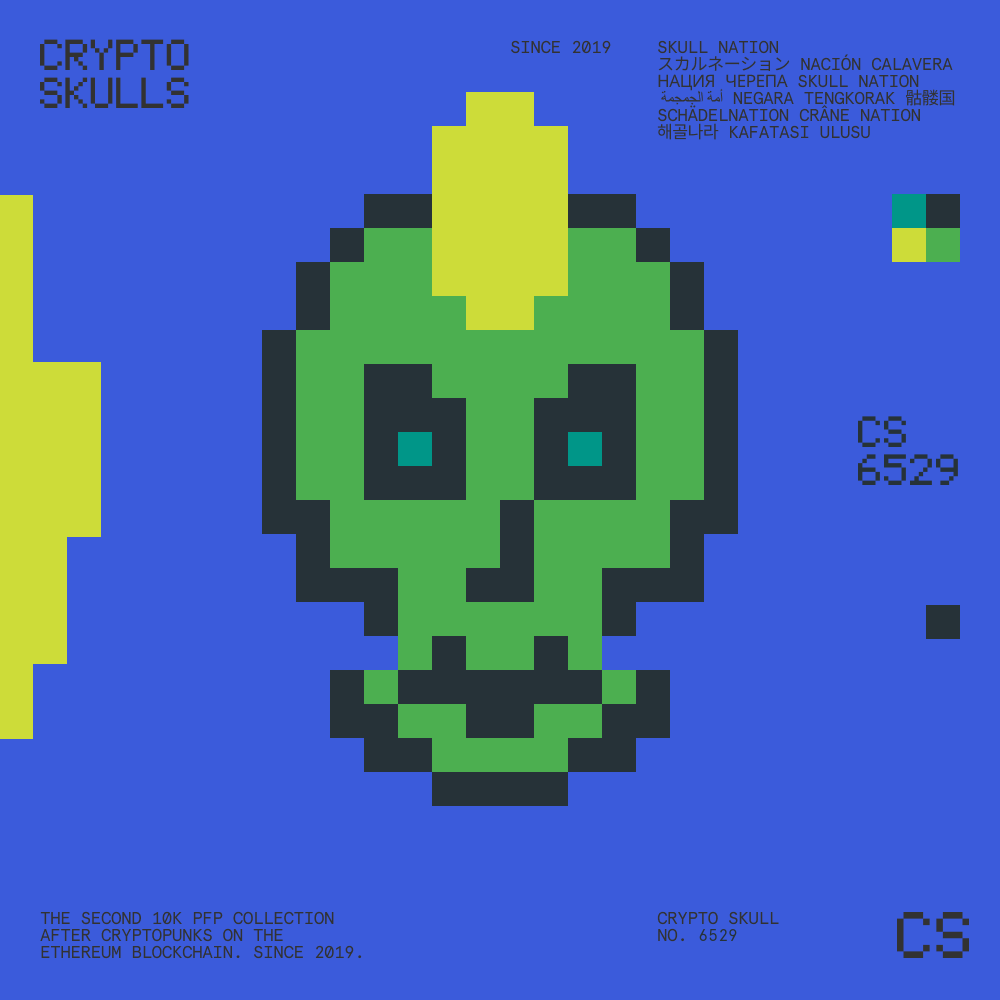 CRYPTO
SKULLS
SINCE 2019
SKULL NATION
スカルネーション NACIÓN CALAVERA
НАЦИЯ ЧЕРЕПА SKULL NATION
أمة الجمجمة NEGARA TENGKORAK 骷髅国
SCHÄDELNATION CRÂNE NATION
해골나라 KAFATASI ULUSU
CS
6529
THE SECOND 10K PFP COLLECTION
AFTER CRYPTOPUNKS ON THE
ETHEREUM BLOCKCHAIN. SINCE 2019.
CRYPTO SKULL
NO. 6529
CS